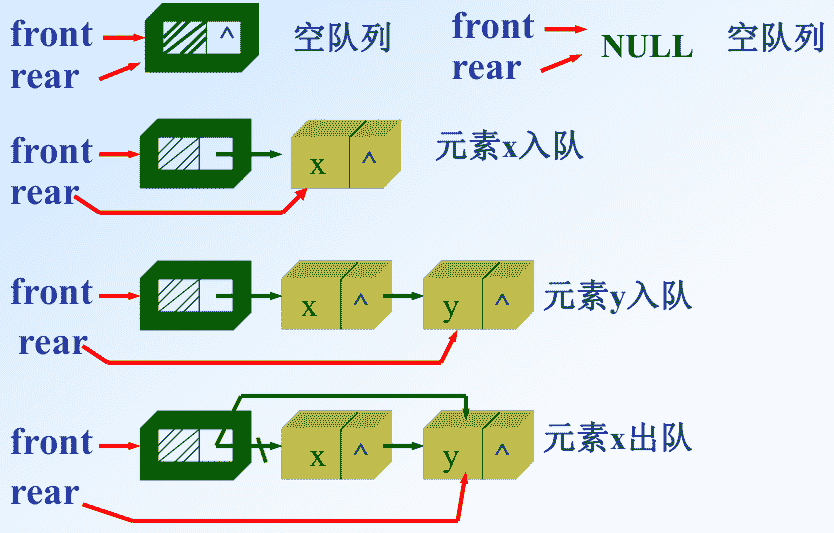 front ^ 空队列 front NULL 空队列
rear rear
front x ^ 元素x入队
rear
front x ^ y ^ 元素y入队
rear
front x ^ y ^ 元素x出队
rear